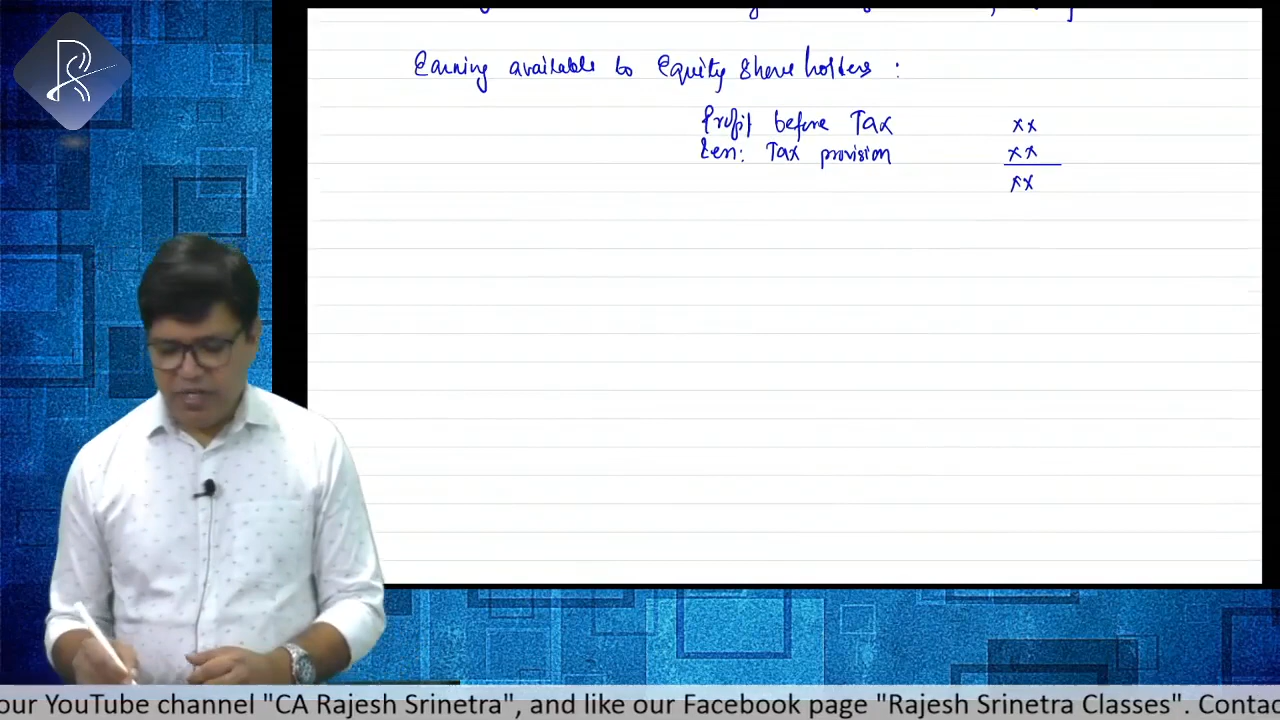 Earning available to Equity Share holders :
Profit before Tax xx
Less: Tax provision xx
xx
our YouTube channel "CA Rajesh Srinetra", and like our Facebook page "Rajesh Srinetra Classes". Contac